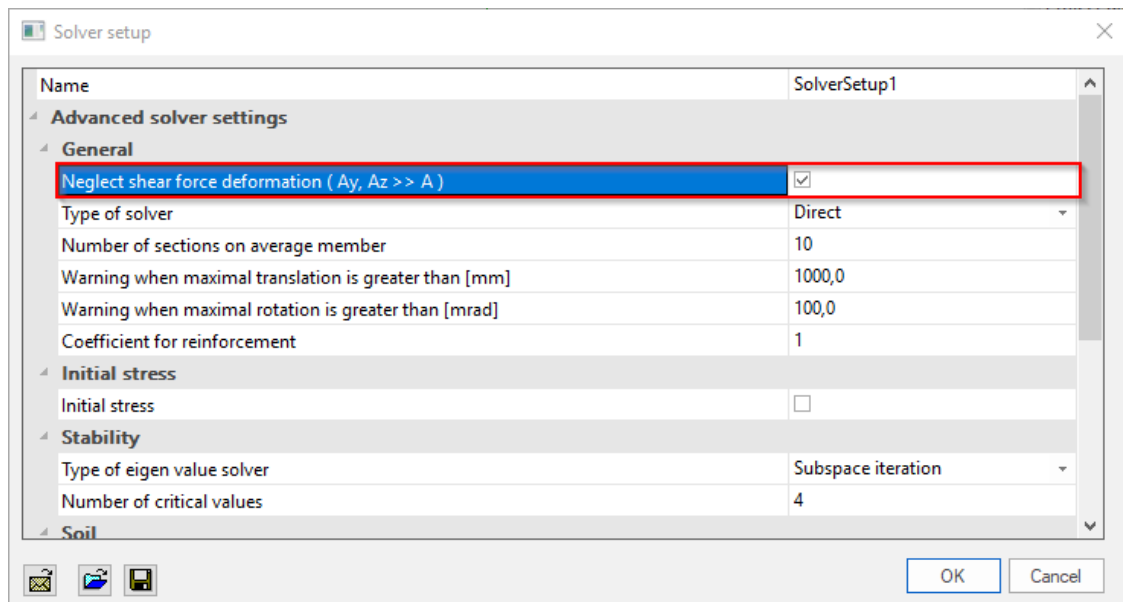 Solver setup
Name SolverSetup1
Advanced solver settings
General
Neglect shear force deformation ( Ay, Az >> A )
Type of solver Direct
Number of sections on average member 10
Warning when maximal translation is greater than [mm] 1000,0
Warning when maximal rotation is greater than [mrad] 100,0
Coefficient for reinforcement 1
Initial stress
Initial stress
Stability
Type of eigen value solver Subspace iteration
Number of critical values 4
Soil
OK Cancel